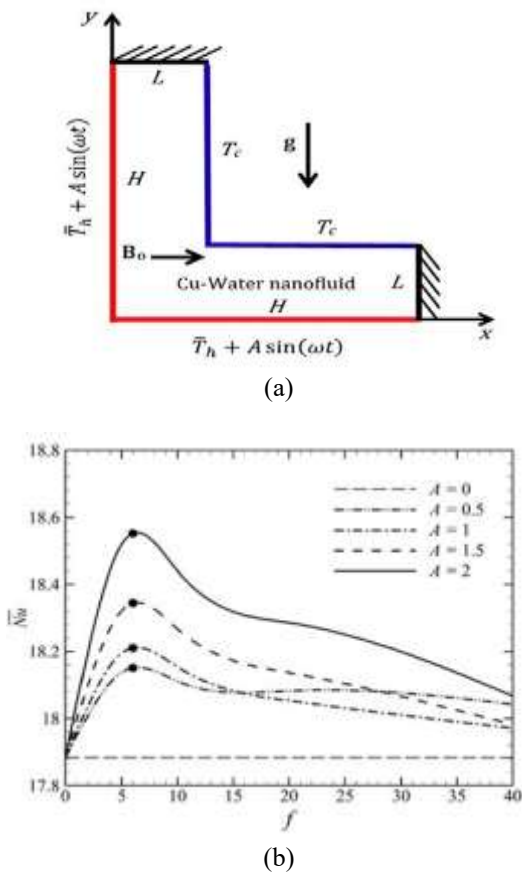 y
L
T̄h + A sin(ωt)
H
Tc
g
Tc
B₀
Cu-Water nanofluid
L
H
x
T̄h + A sin(ωt)
(a)
18.8
18.6
18.4
18.2
18
17.8
N̄u
A = 0
A = 0.5
A = 1
A = 1.5
A = 2
0 5 10 15 20 25 30 35 40
f
(b)